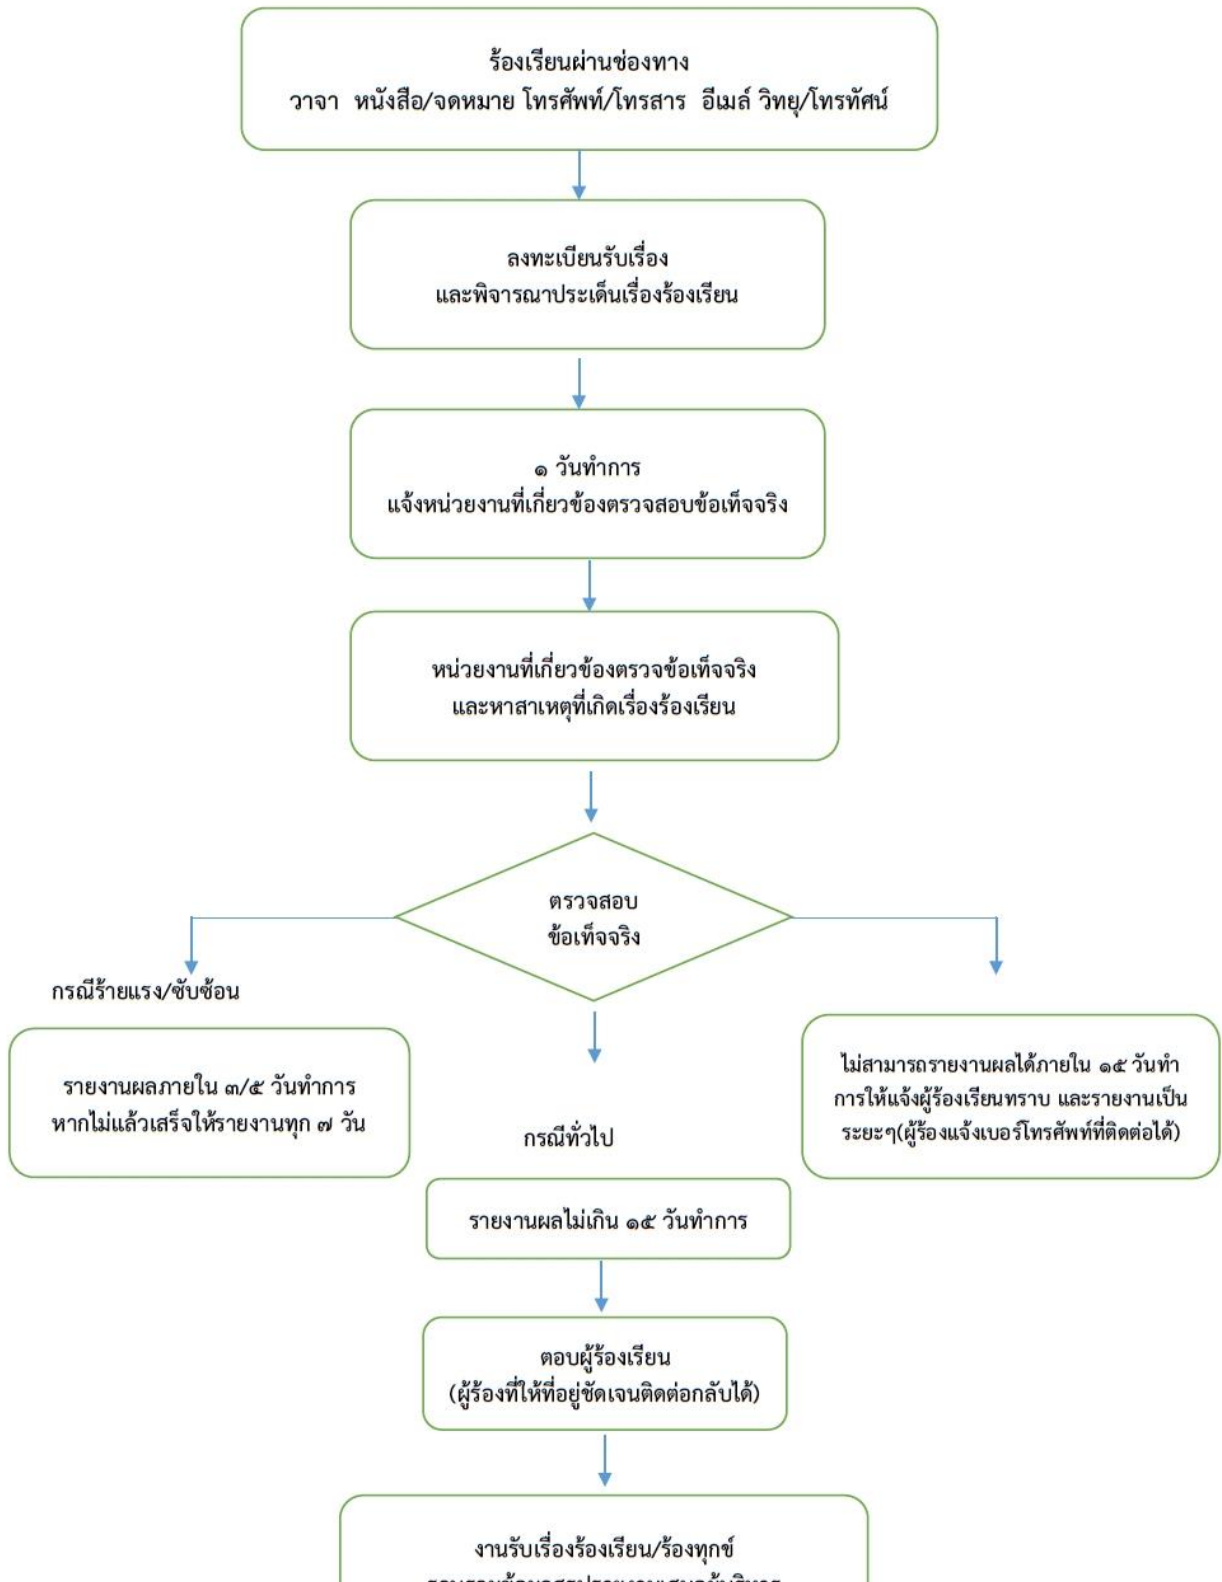 ร้องเรียนผ่านช่องทาง
วาจา หนังสือ/จดหมาย โทรศัพท์/โทรสาร อีเมล์ วิทยุ/โทรทัศน์
ลงทะเบียนรับเรื่อง
และพิจารณาประเด็นเรื่องร้องเรียน
๑ วันทำการ
แจ้งหน่วยงานที่เกี่ยวข้องตรวจสอบข้อเท็จจริง
หน่วยงานที่เกี่ยวข้องตรวจข้อเท็จจริง
และหาสาเหตุที่เกิดเรื่องร้องเรียน
ตรวจสอบ
ข้อเท็จจริง
กรณีร้ายแรง/ซับซ้อน
รายงานผลภายใน ๓/๕ วันทำการ
หากไม่แล้วเสร็จให้รายงานทุก ๗ วัน
ไม่สามารถรายงานผลได้ภายใน ๑๕ วันทำ
การให้แจ้งผู้ร้องเรียนทราบ และรายงานเป็น
ระยะๆ(ผู้ร้องแจ้งเบอร์โทรศัพท์ที่ติดต่อได้)
กรณีทั่วไป
รายงานผลไม่เกิน ๑๕ วันทำการ
ตอบผู้ร้องเรียน
(ผู้ร้องที่ให้ที่อยู่ชัดเจนติดต่อกลับได้)
งานรับเรื่องร้องเรียน/ร้องทุกข์